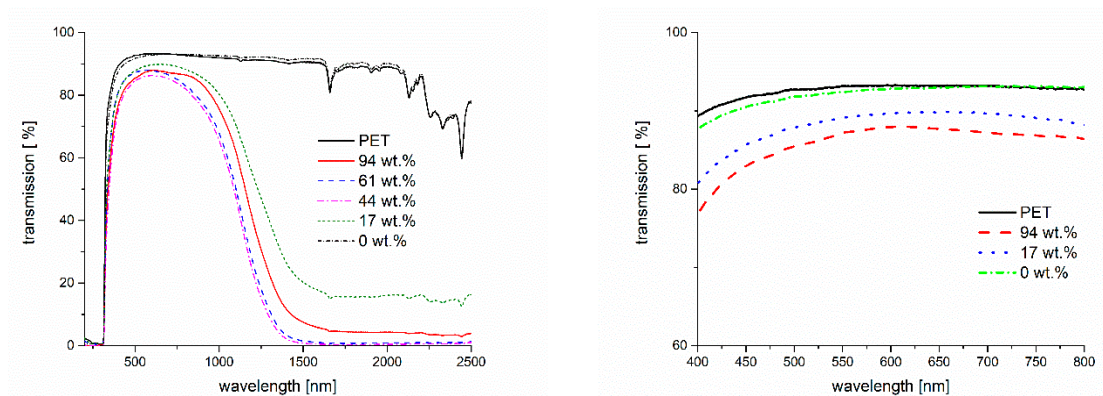 100
80
60
40
20
0
transmission [ %]
500
1000
1500
2000
2500
wavelength [nm]
PET
94 wt.%
61 wt.%
44 wt.%
17 wt.%
0 wt.%
100
80
60
transmission [ %]
400
450
500
550
600
650
700
750
800
wavelength [nm]
PET
94 wt.%
17 wt.%
0 wt.%